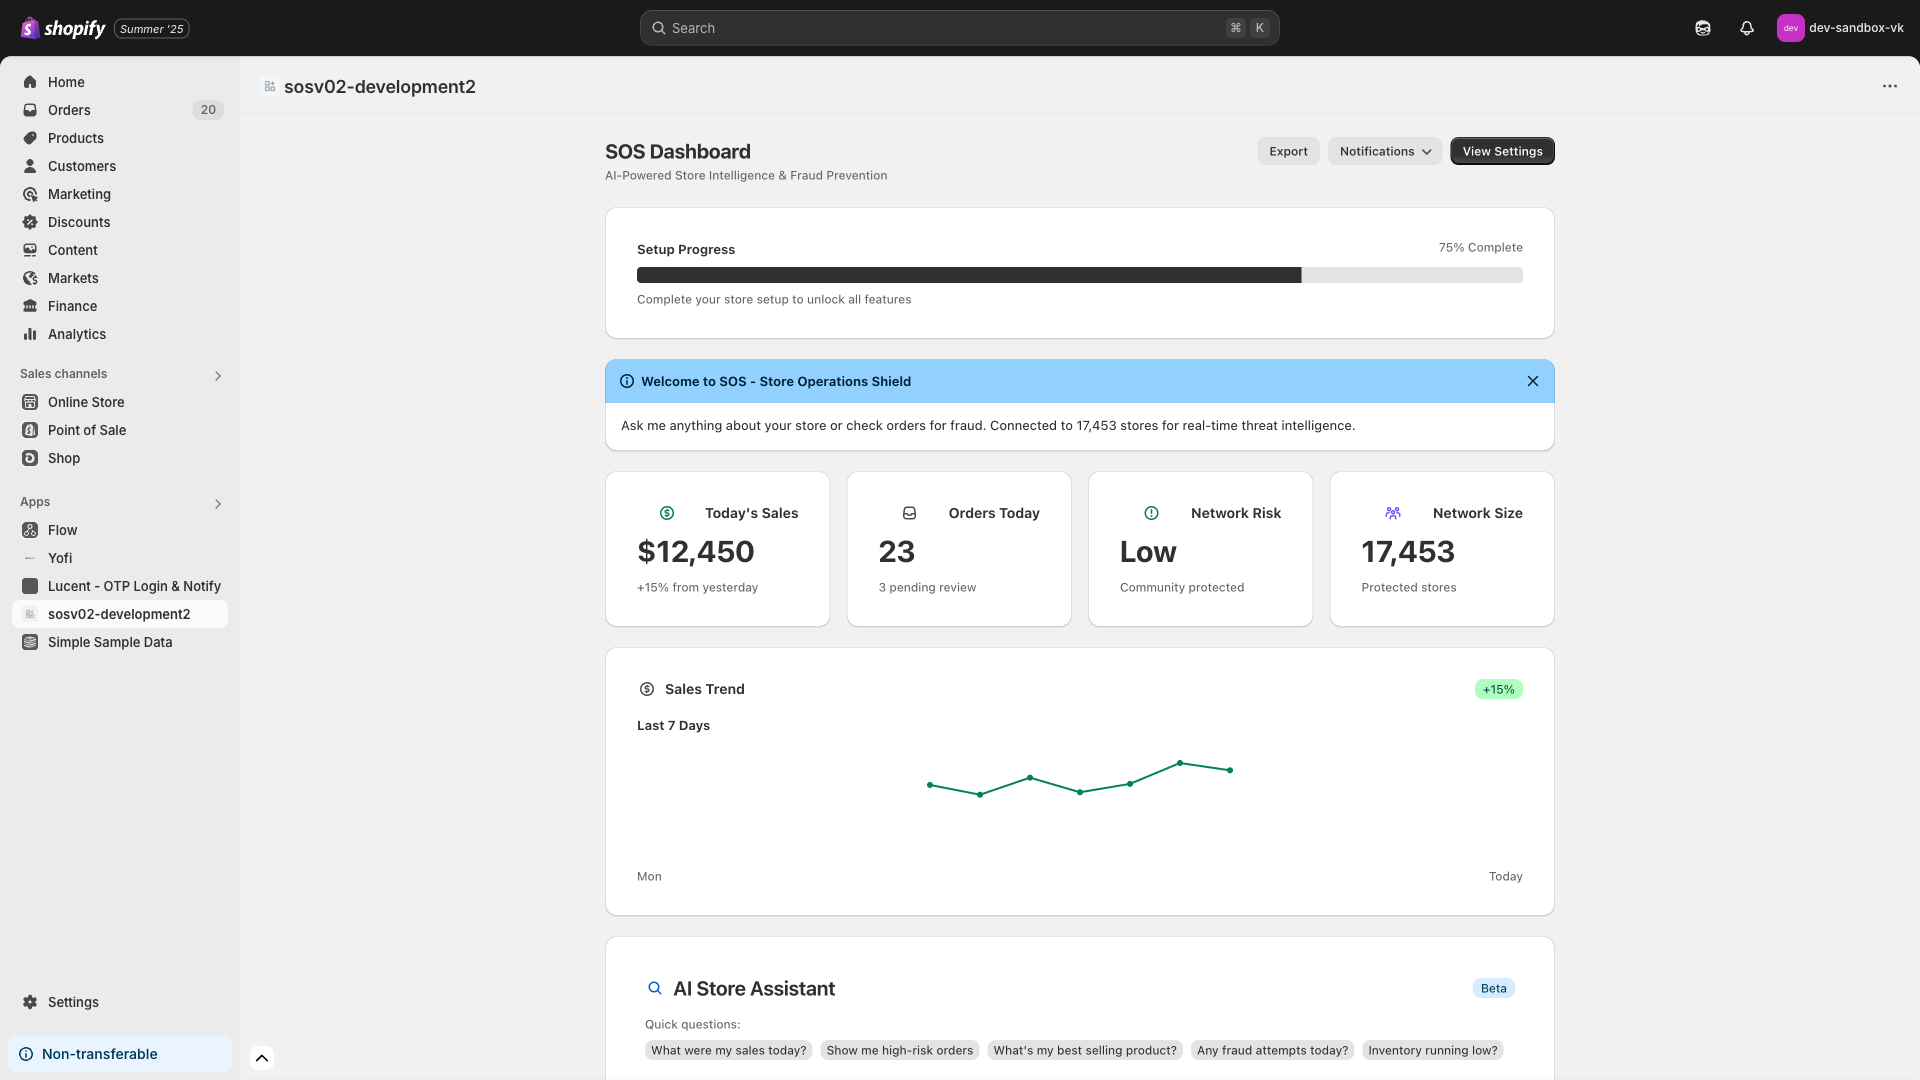 shopify Summer '25
Search ⌘ K
dev dev-sandbox-vk
Home
Orders 20
Products
Customers
Marketing
Discounts
Content
Markets
Finance
Analytics
Sales channels
Online Store
Point of Sale
Shop
Apps
Flow
Yofi
Lucent - OTP Login & Notify
sosv02-development2
Simple Sample Data
Settings
Non-transferable
sosv02-development2
SOS Dashboard
AI-Powered Store Intelligence & Fraud Prevention
Export Notifications View Settings
Setup Progress 75% Complete
Complete your store setup to unlock all features
Welcome to SOS - Store Operations Shield
Ask me anything about your store or check orders for fraud. Connected to 17,453 stores for real-time threat intelligence.
Today's Sales
$12,450
+15% from yesterday
Orders Today
23
3 pending review
Network Risk
Low
Community protected
Network Size
17,453
Protected stores
Sales Trend +15%
Last 7 Days
Mon Today
AI Store Assistant Beta
Quick questions:
What were my sales today? Show me high-risk orders What's my best selling product? Any fraud attempts today? Inventory running low?